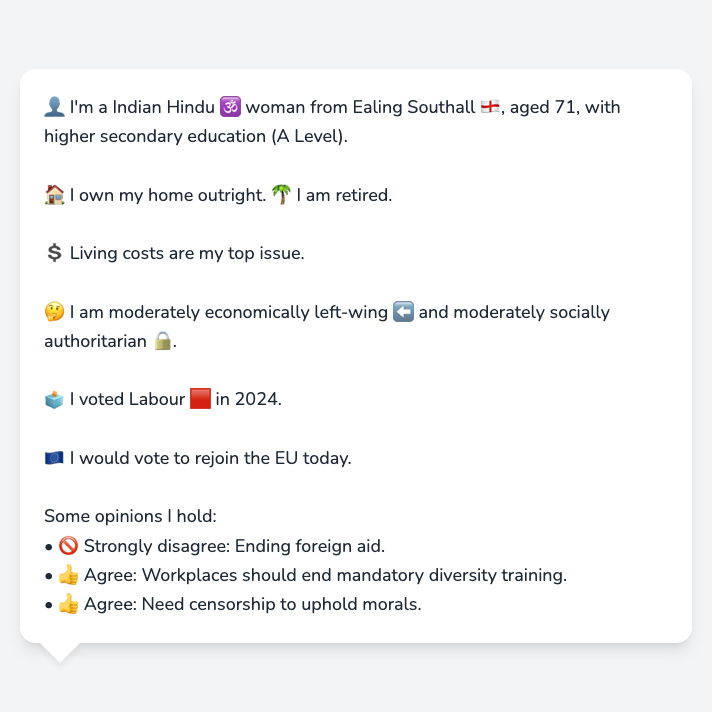 👤 I'm a Indian Hindu 🕉️ woman from Ealing Southall 🏴󠁧󠁢󠁥󠁮󠁧󠁿, aged 71, with
higher secondary education (A Level).
🏠 I own my home outright. 🌴 I am retired.
💲 Living costs are my top issue.
🤔 I am moderately economically left-wing ⬅️ and moderately socially
authoritarian 🔒.
🗳️ I voted Labour 🟥 in 2024.
🇪🇺 I would vote to rejoin the EU today.
Some opinions I hold:
• 🚫 Strongly disagree: Ending foreign aid.
• 👍 Agree: Workplaces should end mandatory diversity training.
• 👍 Agree: Need censorship to uphold morals.